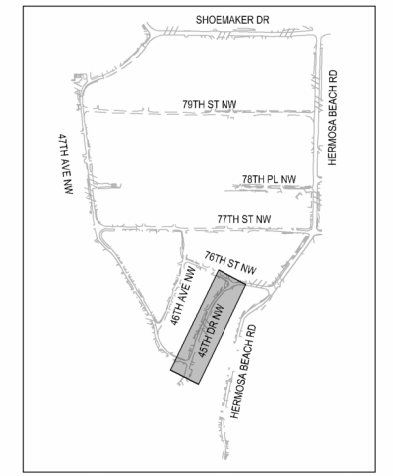 SHOEMAKER DR
79TH ST NW
HERMOSA BEACH RD
47TH AVE NW
78TH PL NW
77TH ST NW
76TH ST NW
46TH AVE NW
45TH DR NW
HERMOSA BEACH RD